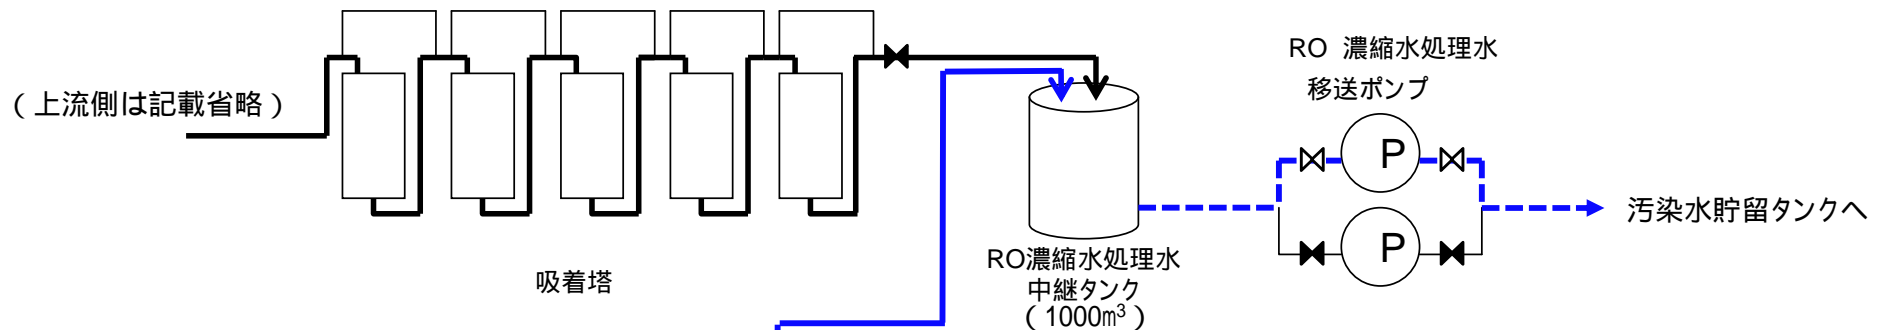 RO 濃縮水処理水
移送ポンプ
(上流側は記載省略)
P
汚染水貯留タンクへ
P
RO濃縮水処理水
中継タンク
(1000m³)
吸着塔